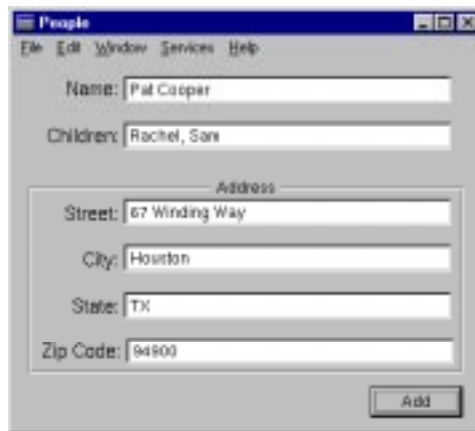 People
File Edit Window Services Help
Name: Pat Cooper
Children: Rachel, Sam
Address
Street: 67 Winding Way
City: Houston
State: TX
Zip Code: 94900
Add